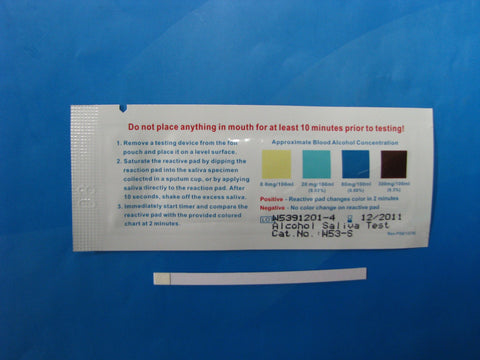 Do not place anything in mouth for at least 10 minutes prior to testing!
1. Remove a testing device from the foil
pouch and place it on a level surface.
2. Saturate the reactive pad by dipping the
reaction pad into the saliva specimen
collected in a sputum cup, or by applying
saliva directly to the reaction pad. After
10 seconds, shake off the excess saliva.
3. Immediately start timer and compare the
reactive pad with the provided colored
chart at 2 minutes.
Approximate Blood Alcohol Concentration
0.0mg/100ml 20 mg/100ml 80mg/100ml 300mg/100ml
(0.02%) (0.08%) (0.3%)
Positive - Reactive pad changes color in 2 minutes
Negative - No color change on reactive pad
LOT W5391201-4 12/2011
Alcohol Saliva Test
Cat.No.:W53-S